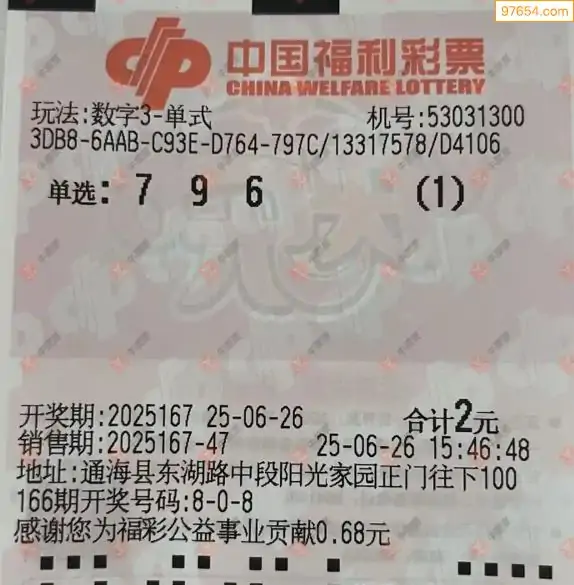 97654.com
中国福利彩票
CHINA WELFARE LOTTERY
玩法:数字3-单式 机号:53031300
3DB8-6AAB-C93E-D764-797C/13317578/D4106
单选: 7 9 6 (1)
开奖期:2025167 25-06-26 合计2元
销售期:2025167-47 25-06-26 15:46:48
地址:通海县东湖路中段阳光家园正门往下100
166期开奖号码:8-0-8
感谢您为福彩公益事业贡献0.68元